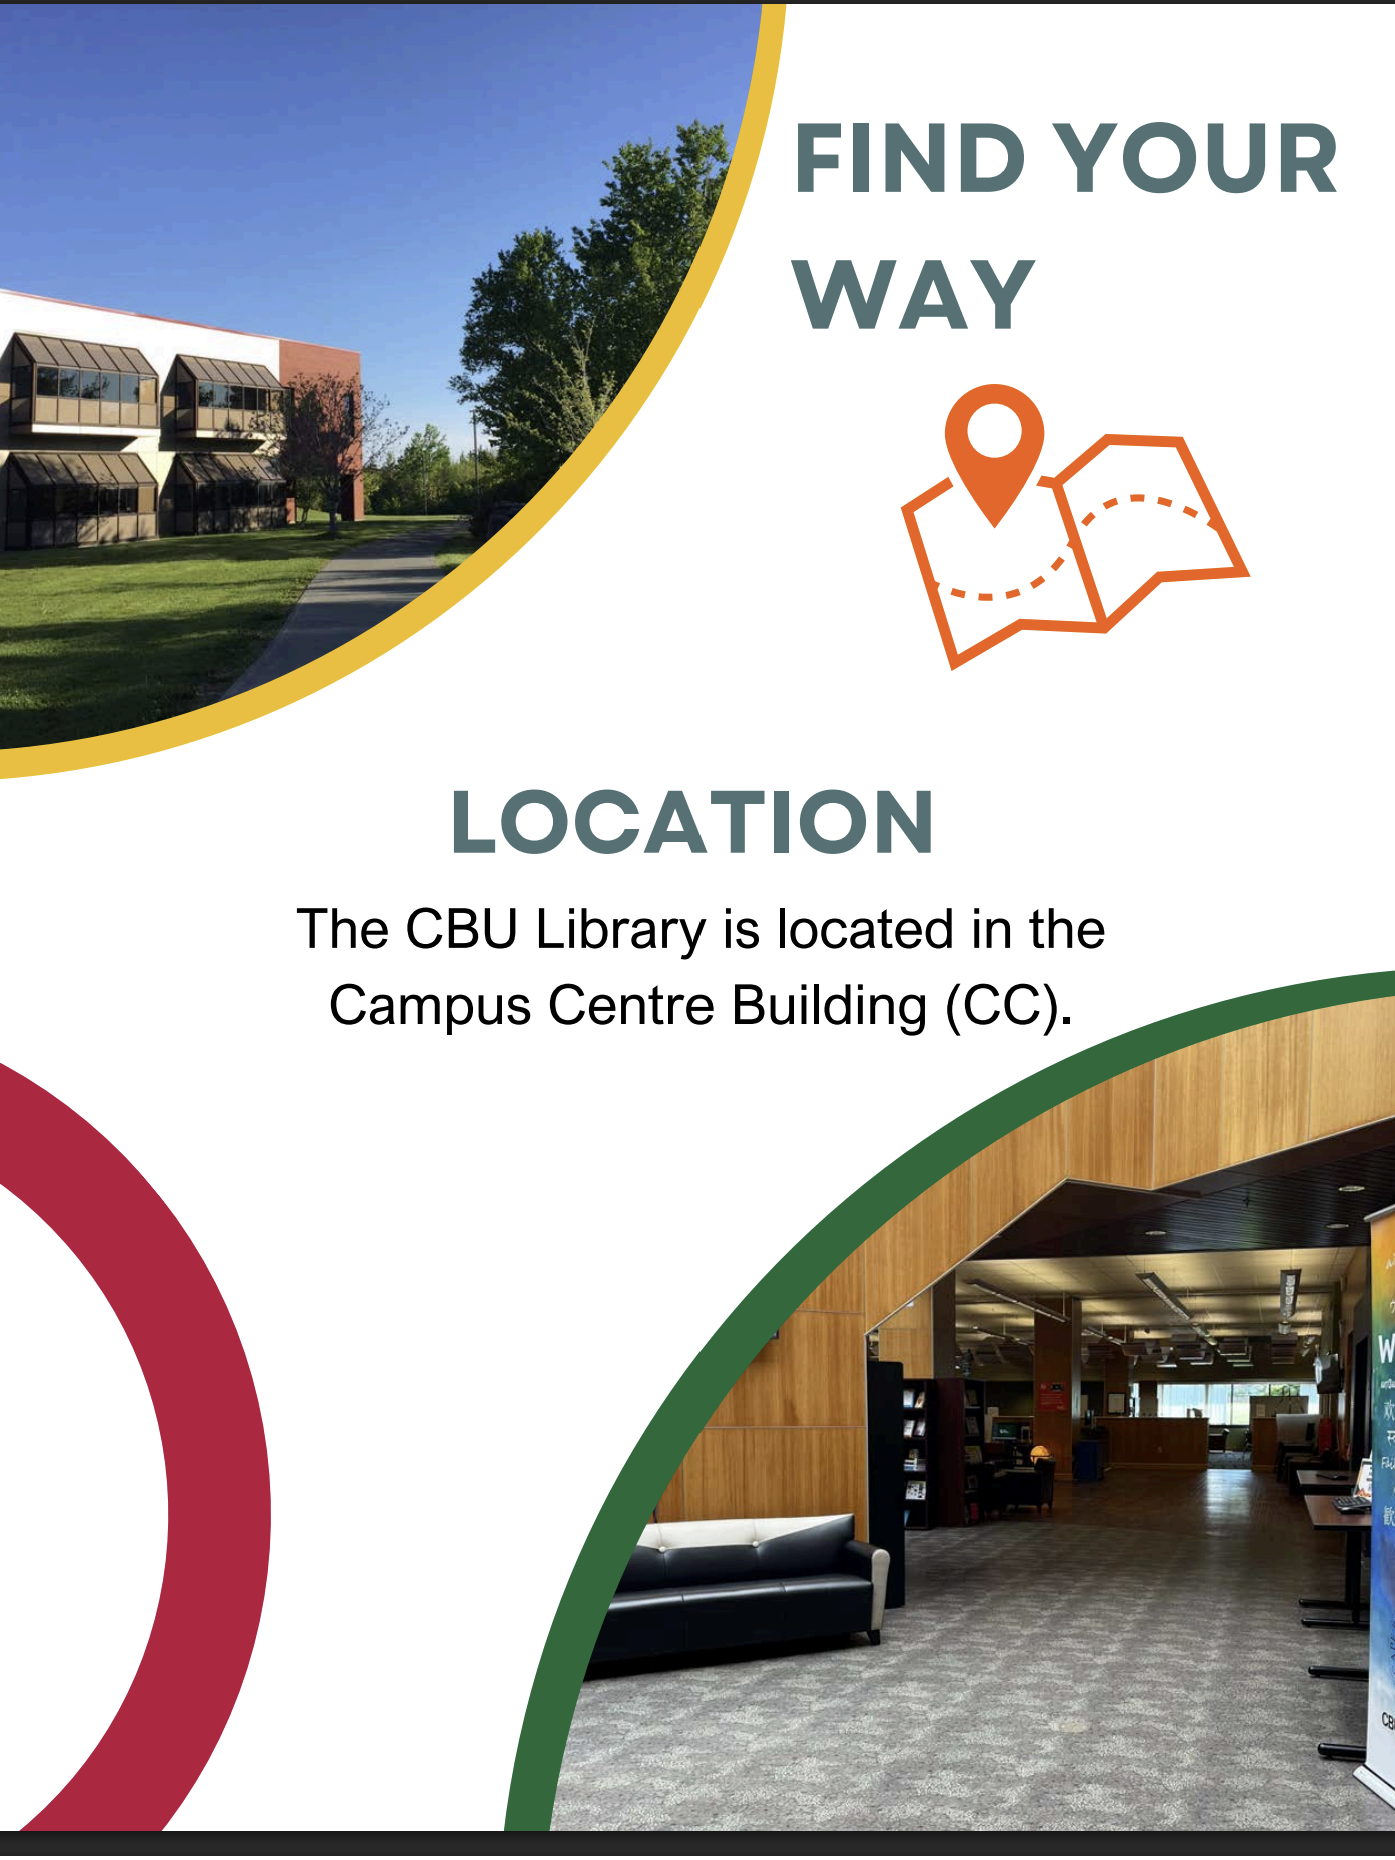 FIND YOUR
WAY
LOCATION
The CBU Library is located in the
Campus Centre Building (CC).